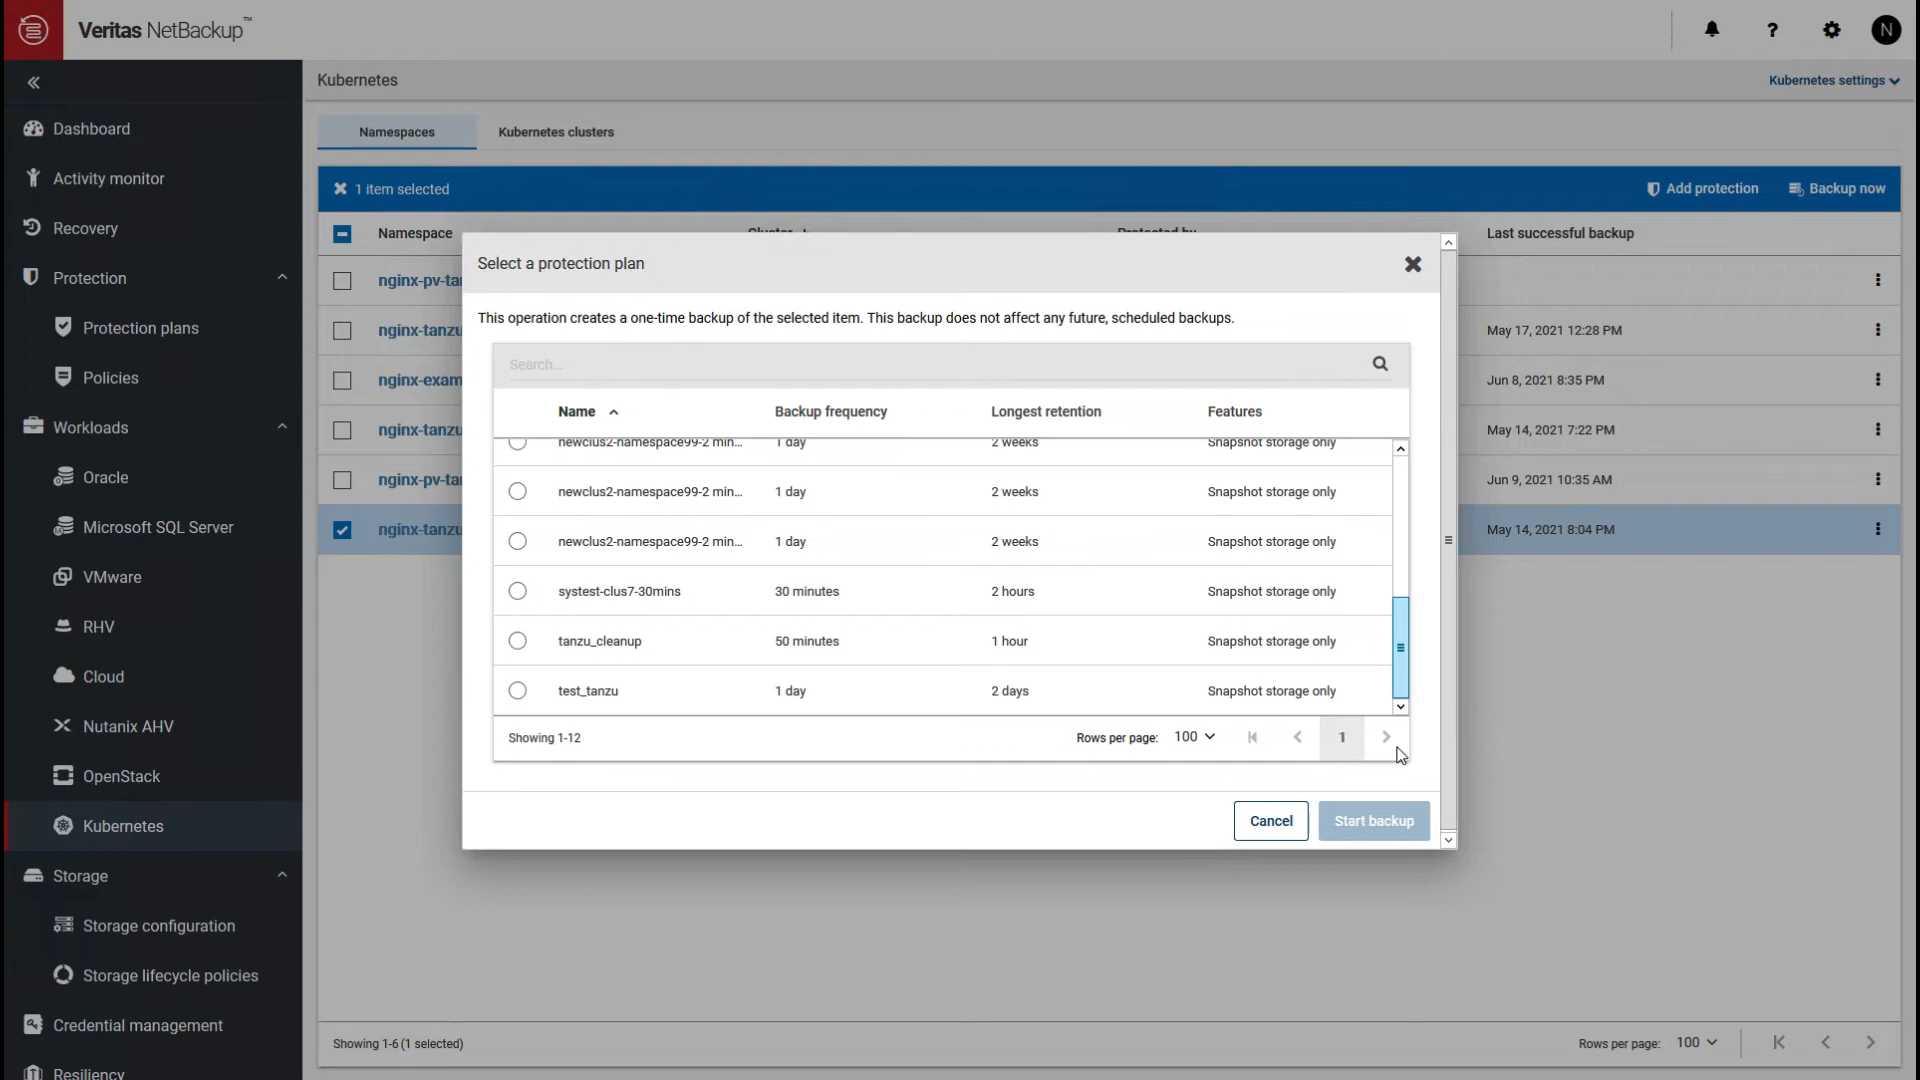 Veritas NetBackup™
N
Kubernetes
Kubernetes settings
Dashboard
Activity monitor
Recovery
Protection
Protection plans
Policies
Workloads
Oracle
Microsoft SQL Server
VMware
RHV
Cloud
Nutanix AHV
OpenStack
Kubernetes
Storage
Storage configuration
Storage lifecycle policies
Credential management
Resiliency
Namespaces
Kubernetes clusters
1 item selected
Add protection
Backup now
Namespace
Cluster
Protected by
Last successful backup
nginx-pv-tan
nginx-tanzu
May 17, 2021 12:28 PM
nginx-exam
Jun 8, 2021 8:35 PM
nginx-tanzu
May 14, 2021 7:22 PM
nginx-pv-tan
Jun 9, 2021 10:35 AM
nginx-tanzu
May 14, 2021 8:04 PM
Select a protection plan
This operation creates a one-time backup of the selected item. This backup does not affect any future, scheduled backups.
Search...
Name Backup frequency Longest retention Features
newclus2-namespace99-2 min... 1 day 2 weeks Snapshot storage only
newclus2-namespace99-2 min... 1 day 2 weeks Snapshot storage only
newclus2-namespace99-2 min... 1 day 2 weeks Snapshot storage only
systest-clus7-30mins 30 minutes 2 hours Snapshot storage only
tanzu_cleanup 50 minutes 1 hour Snapshot storage only
test_tanzu 1 day 2 days Snapshot storage only
Showing 1-12
Rows per page: 100
1
Cancel
Start backup
Showing 1-6 (1 selected)
Rows per page: 100